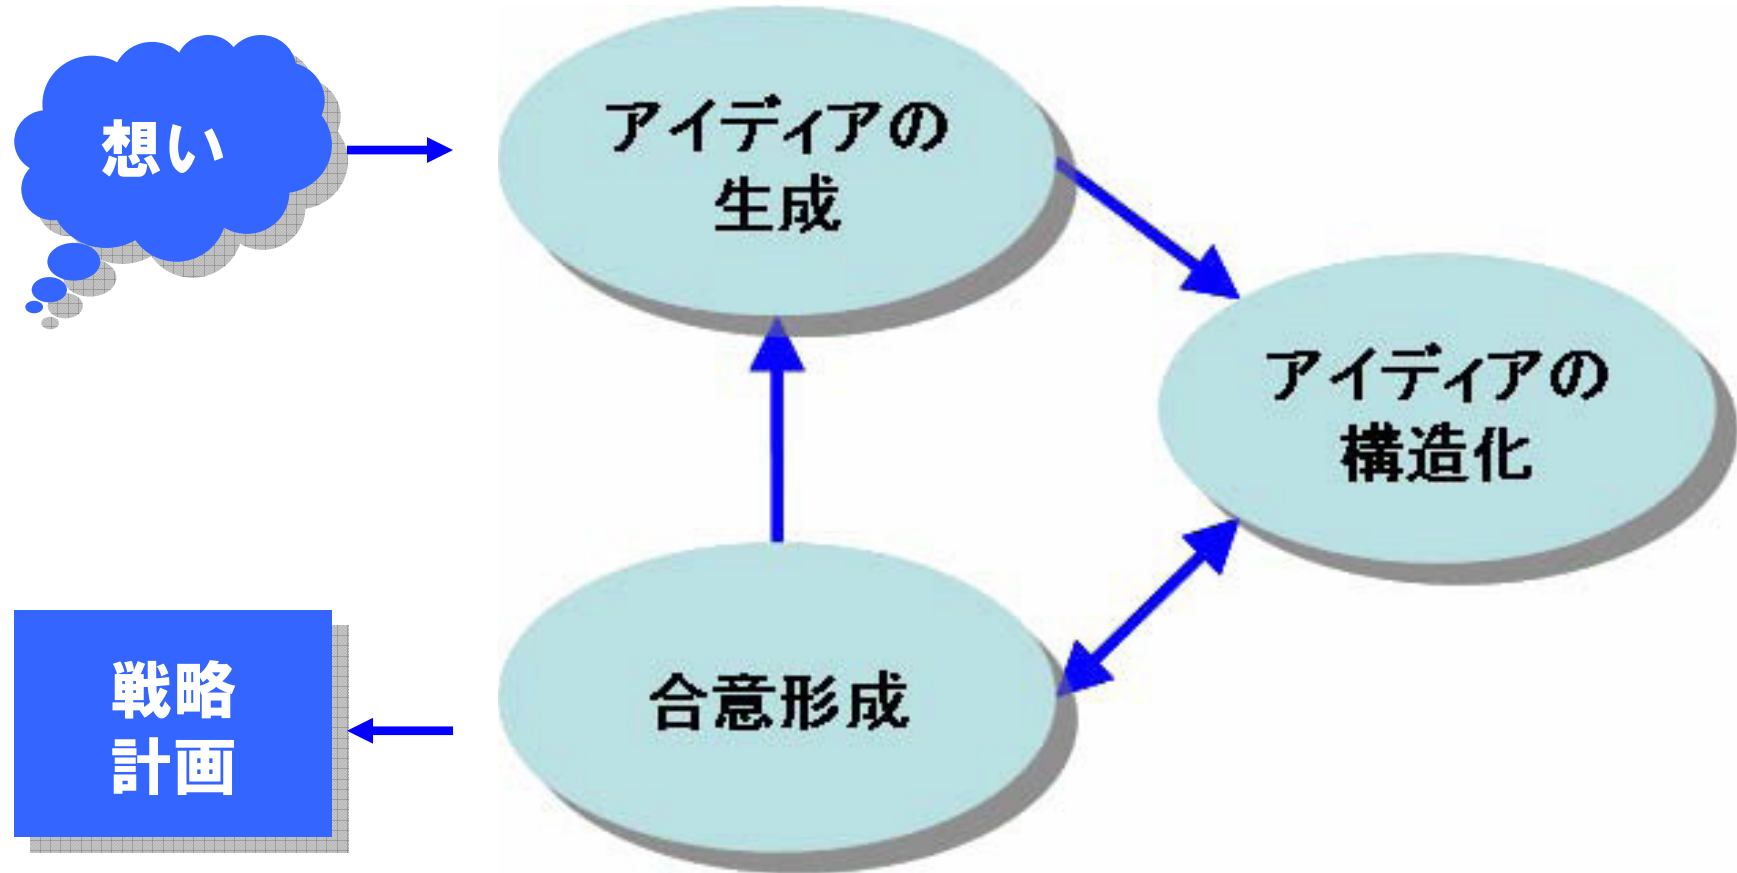 想い
アイディアの
生成
アイディアの
構造化
合意形成
戦略
計画